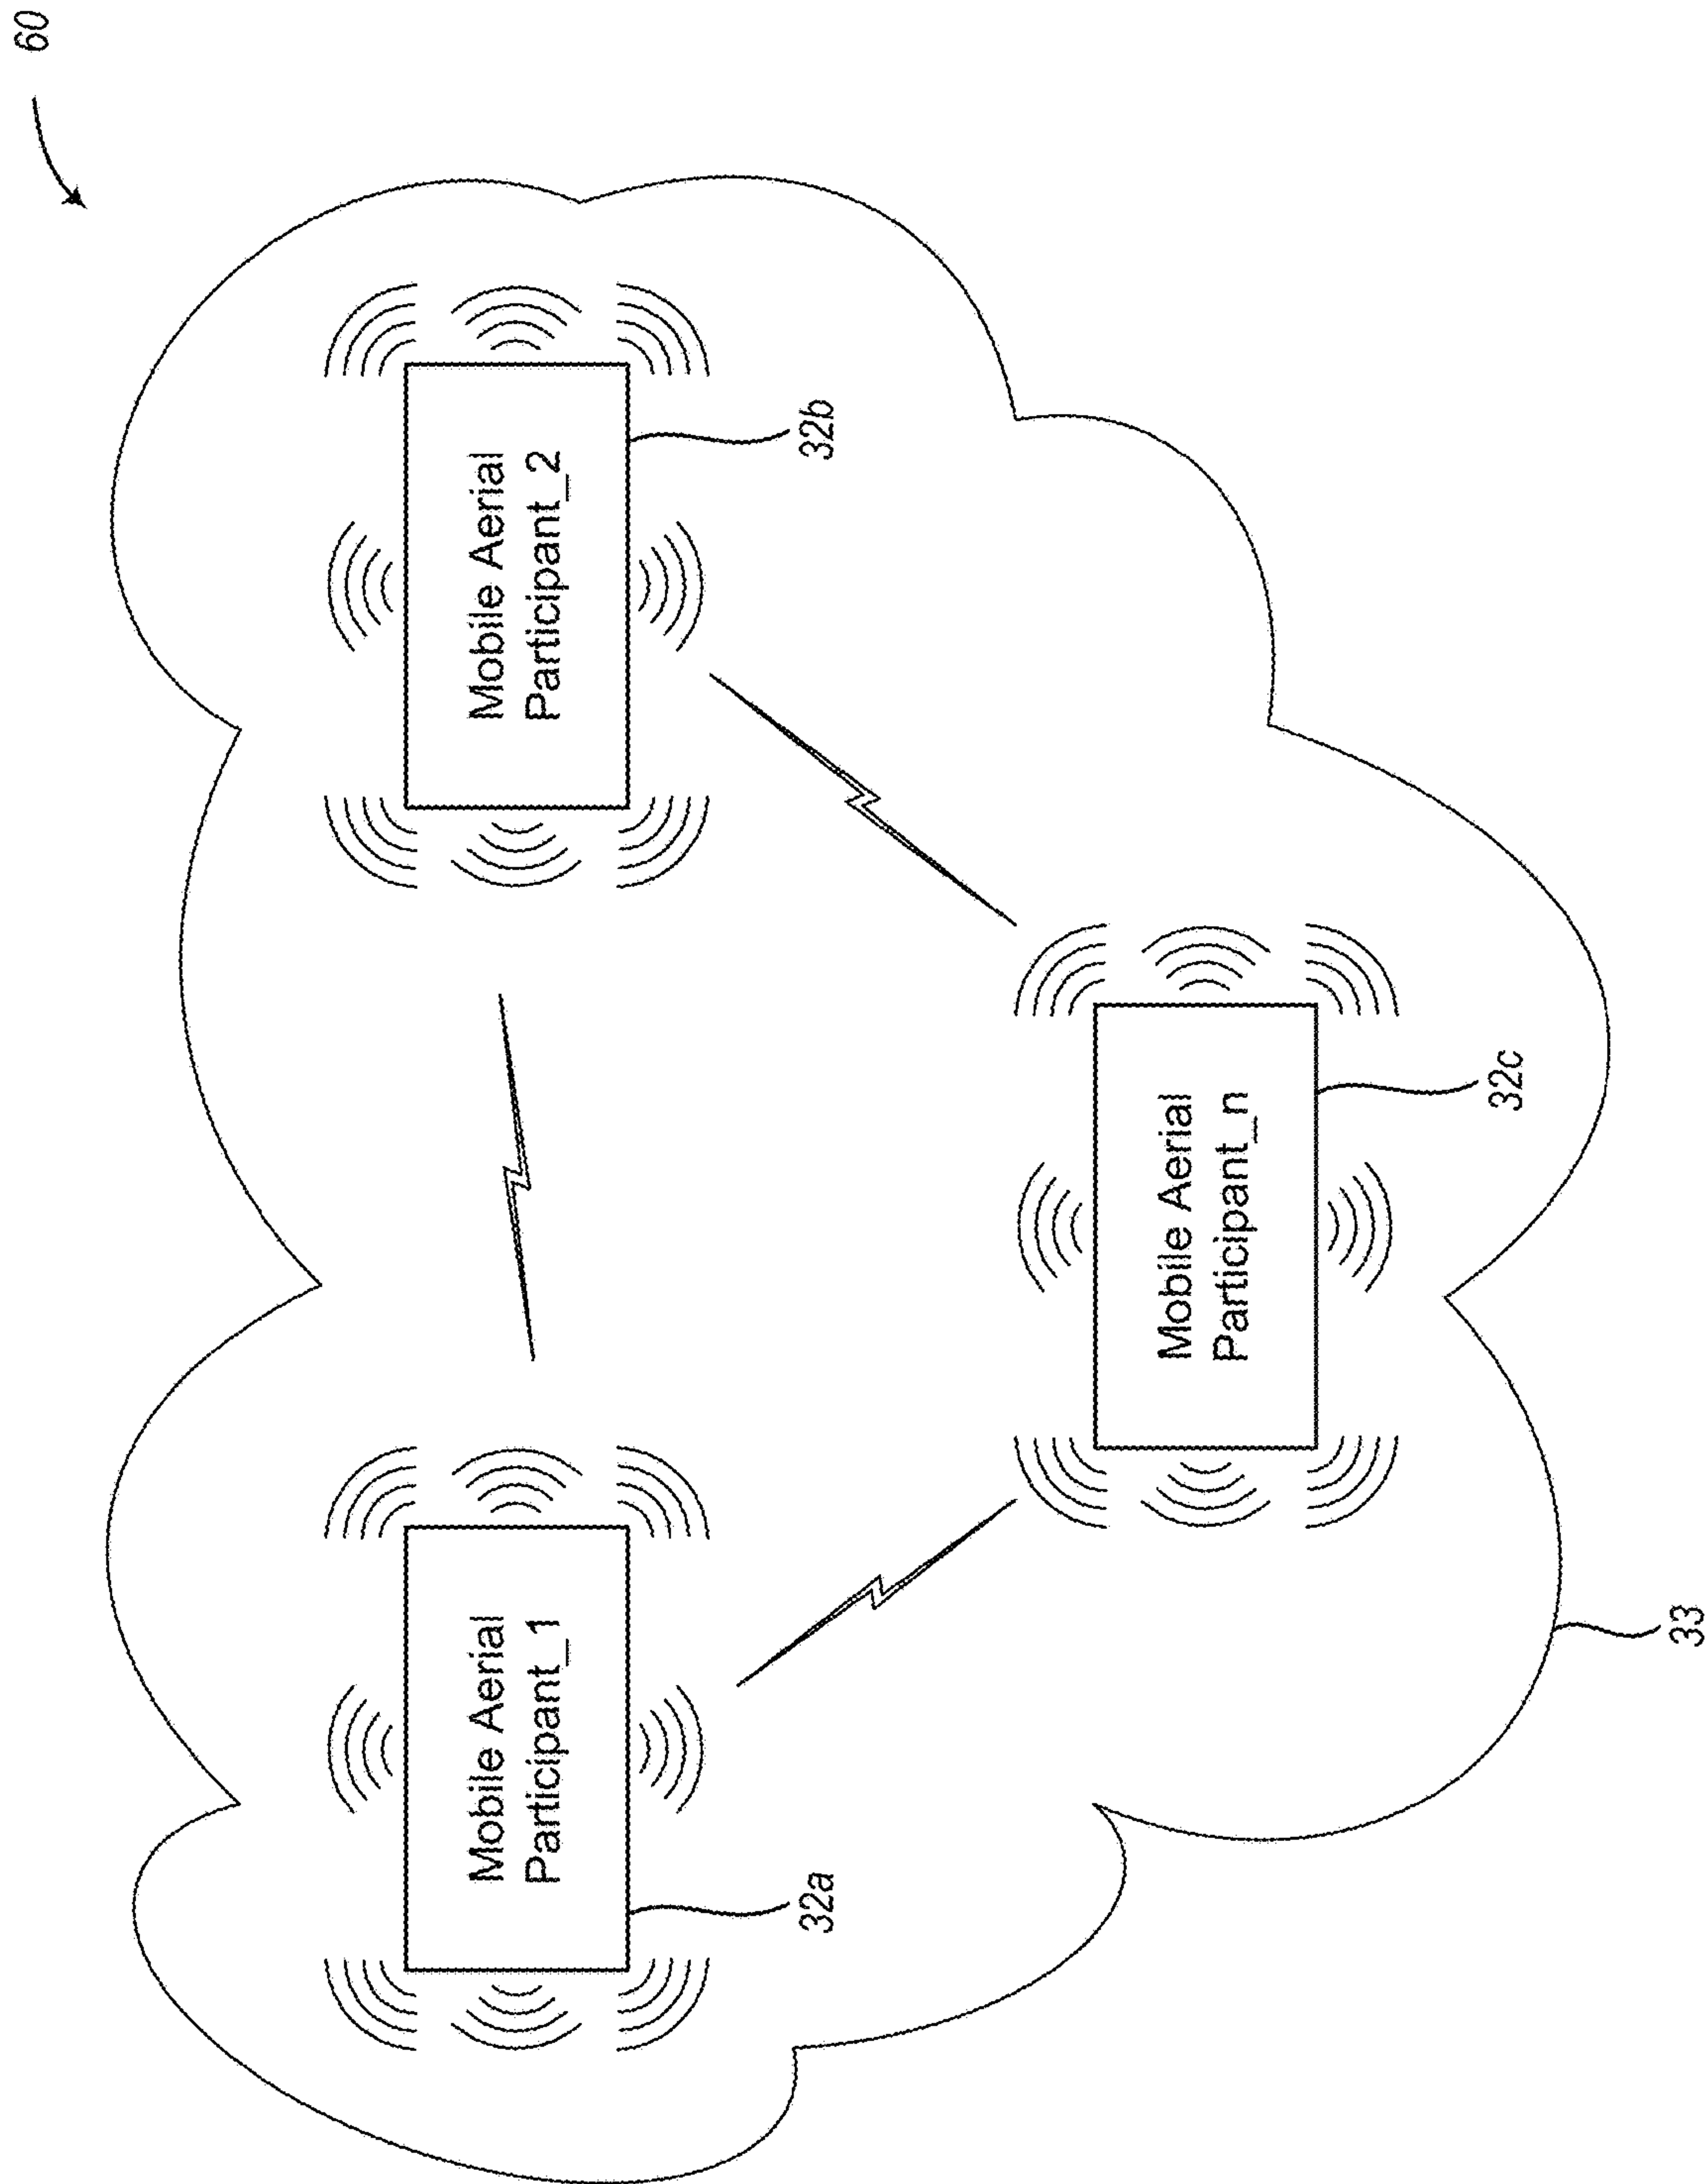 60
Mobile Aerial
Participant_1
32a
Mobile Aerial
Participant_2
32b
Mobile Aerial
Participant_n
32c
33